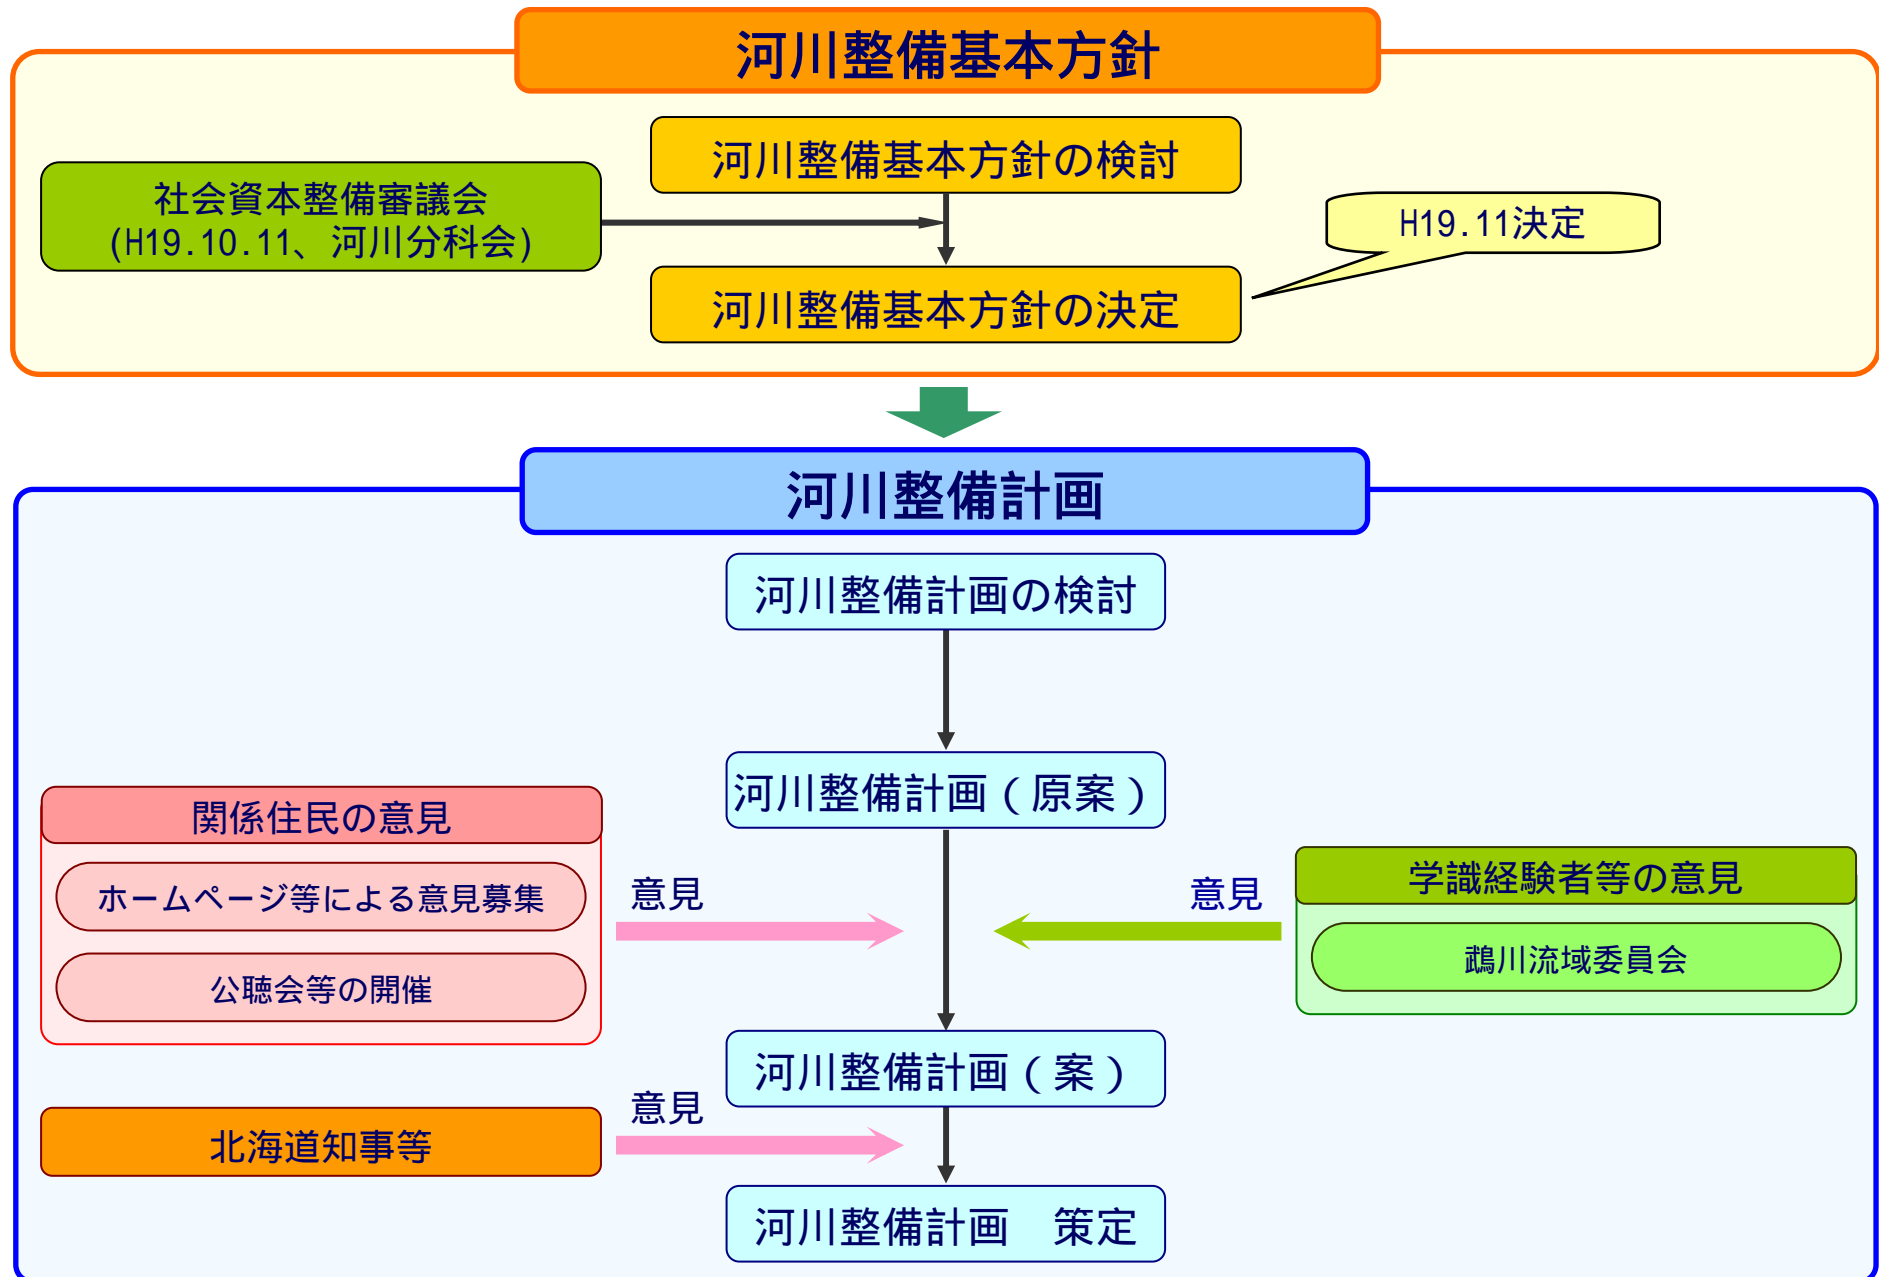 河川整備基本方針
河川整備基本方針の検討
社会資本整備審議会
(H19.10.11、河川分科会)
H19.11決定
河川整備基本方針の決定
河川整備計画
河川整備計画の検討
河川整備計画（原案）
関係住民の意見
ホームページ等による意見募集
公聴会等の開催
意見
意見
学識経験者等の意見
鵡川流域委員会
河川整備計画（案）
北海道知事等
意見
河川整備計画　策定